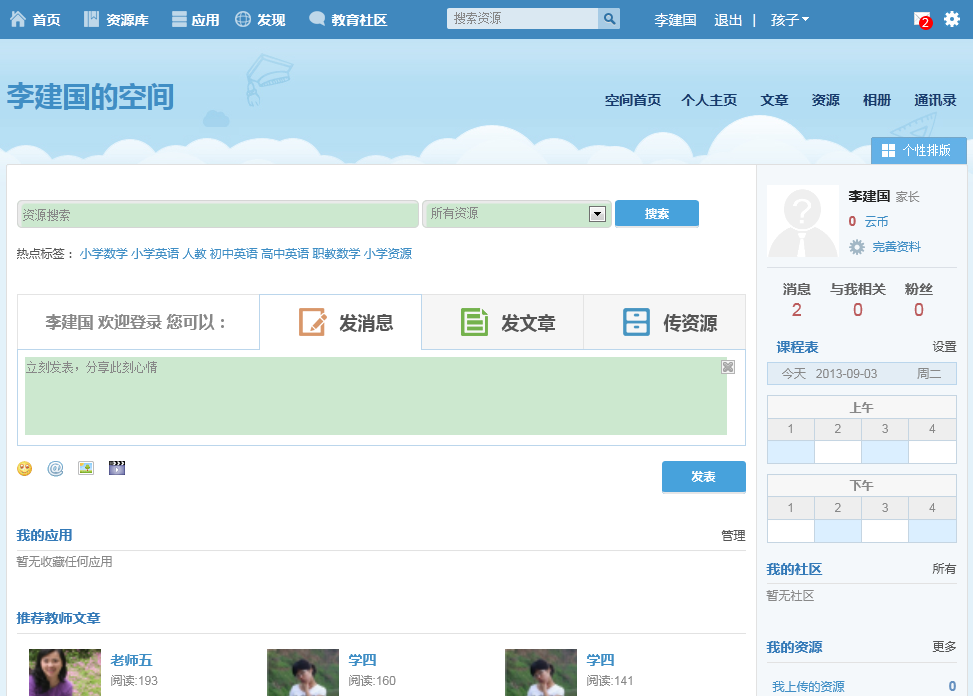 首页 资源库 应用 发现 教育社区 搜索资源 李建国 退出 | 孩子 2
李建国的空间
空间首页 个人主页 文章 资源 相册 通讯录
个性排版
资源搜索 所有资源 搜索
热点标签： 小学数学 小学英语 人教 初中英语 高中英语 职教数学 小学资源
李建国 欢迎登录 您可以： 发消息 发文章 传资源
立刻发表，分享此刻心情
发表
我的应用 管理
暂无收藏任何应用
推荐教师文章
老师五
阅读:193
学四
阅读:160
学四
阅读:141
李建国 家长
0 云币
完善资料
消息 与我相关 粉丝
2 0 0
课程表 设置
今天 2013-09-03 周二
上午
1 2 3 4
下午
1 2 3 4
我的社区 所有
暂无社区
我的资源 更多
我上传的资源 0